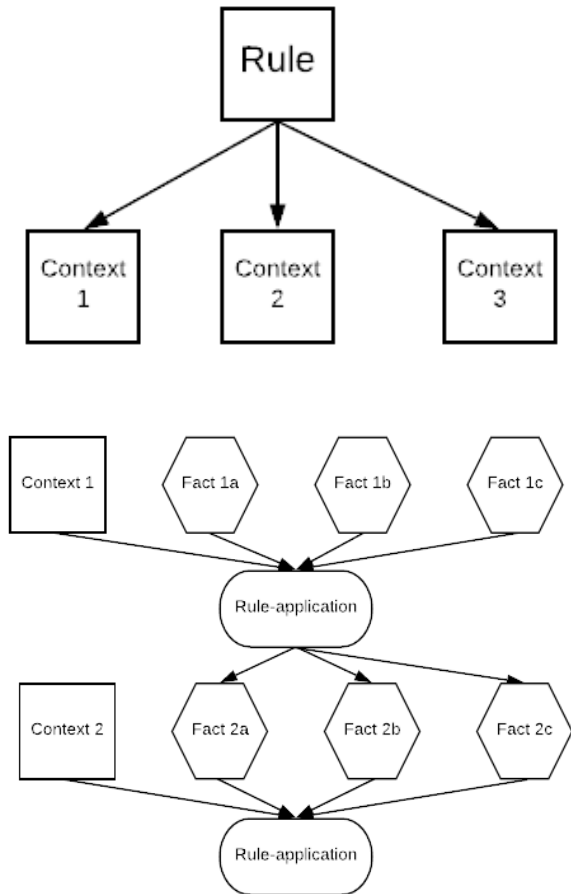 Rule
Context
1
Context
2
Context
3
Context 1
Fact 1a
Fact 1b
Fact 1c
Rule-application
Context 2
Fact 2a
Fact 2b
Fact 2c
Rule-application